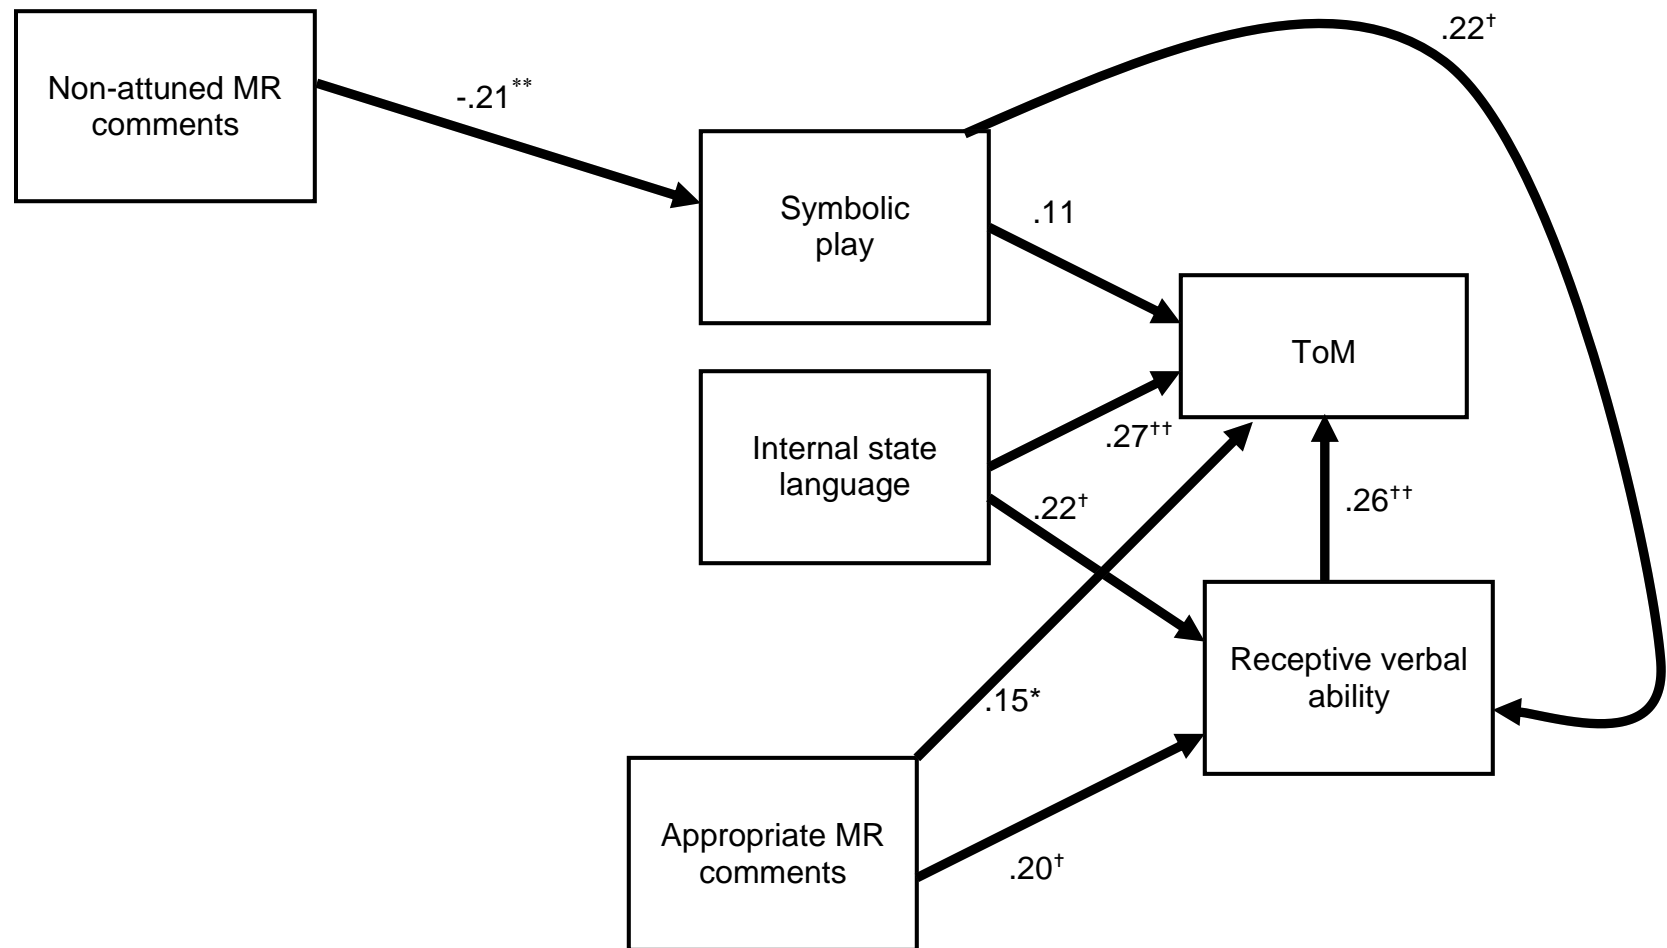 Non-attuned MR
comments
-.21**
.22†
Symbolic
play
.11
ToM
Internal state
language
.27††
.22†
.26††
Receptive verbal
ability
.15*
Appropriate MR
comments
.20†